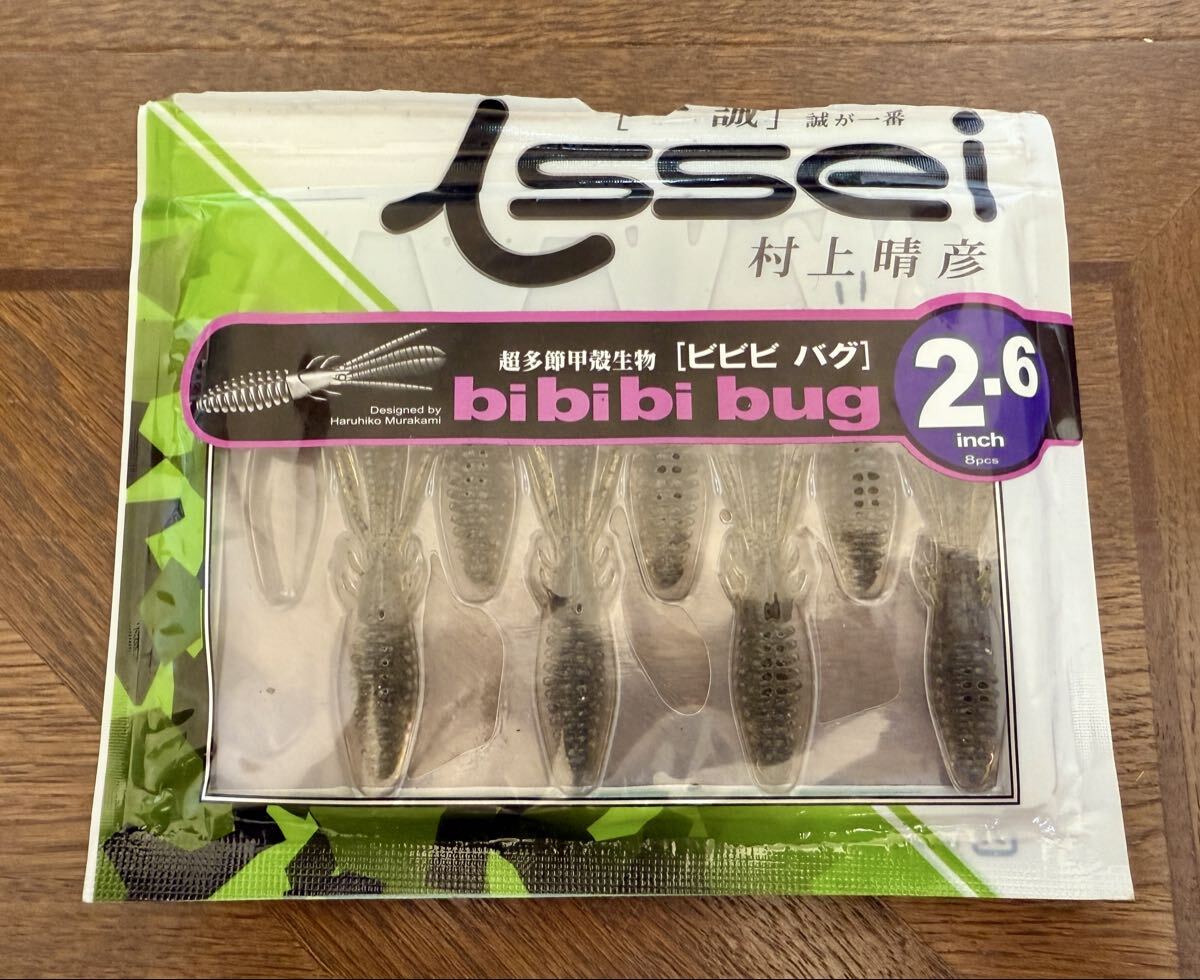 誠］ 誠が一番
issei
村上晴彦
超多節甲殻生物 ［ビビビ バグ］
bibibi bug
Designed by
Haruhiko Murakami
2.6
inch
8pcs